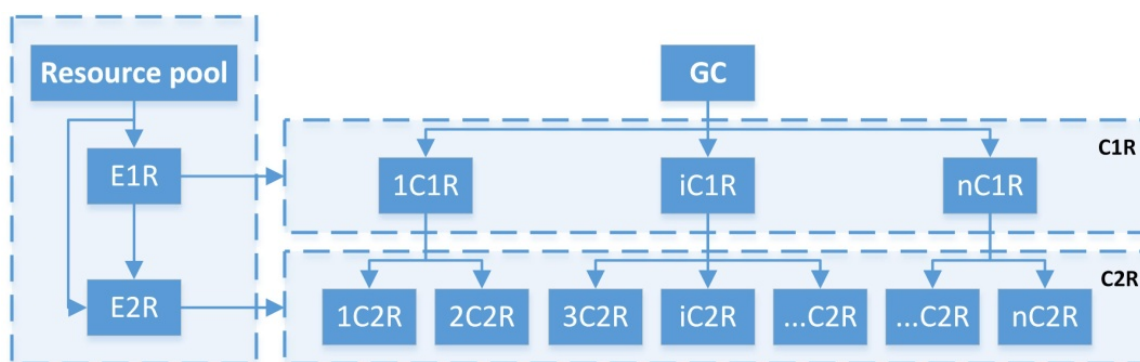 Resource pool
GC
C1R
E1R
1C1R
iC1R
nC1R
C2R
E2R
1C2R
2C2R
3C2R
iC2R
...C2R
...C2R
nC2R